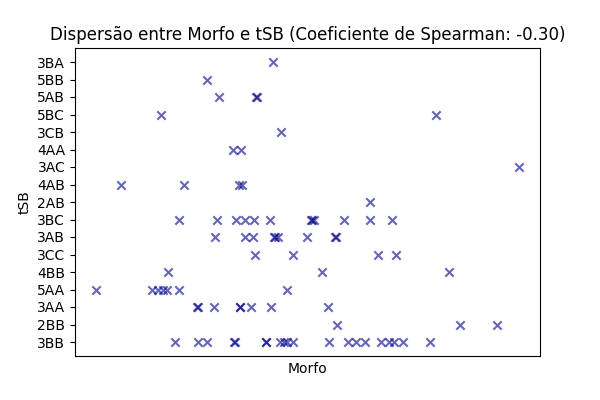 Dispersão entre Morfo e tSB (Coeficiente de Spearman: -0.30)
3BA
5BB
5AB
5BC
3CB
4AA
3AC
4AB
2AB
3BC
3AB
3CC
4BB
5AA
3AA
2BB
3BB
tSB
Morfo